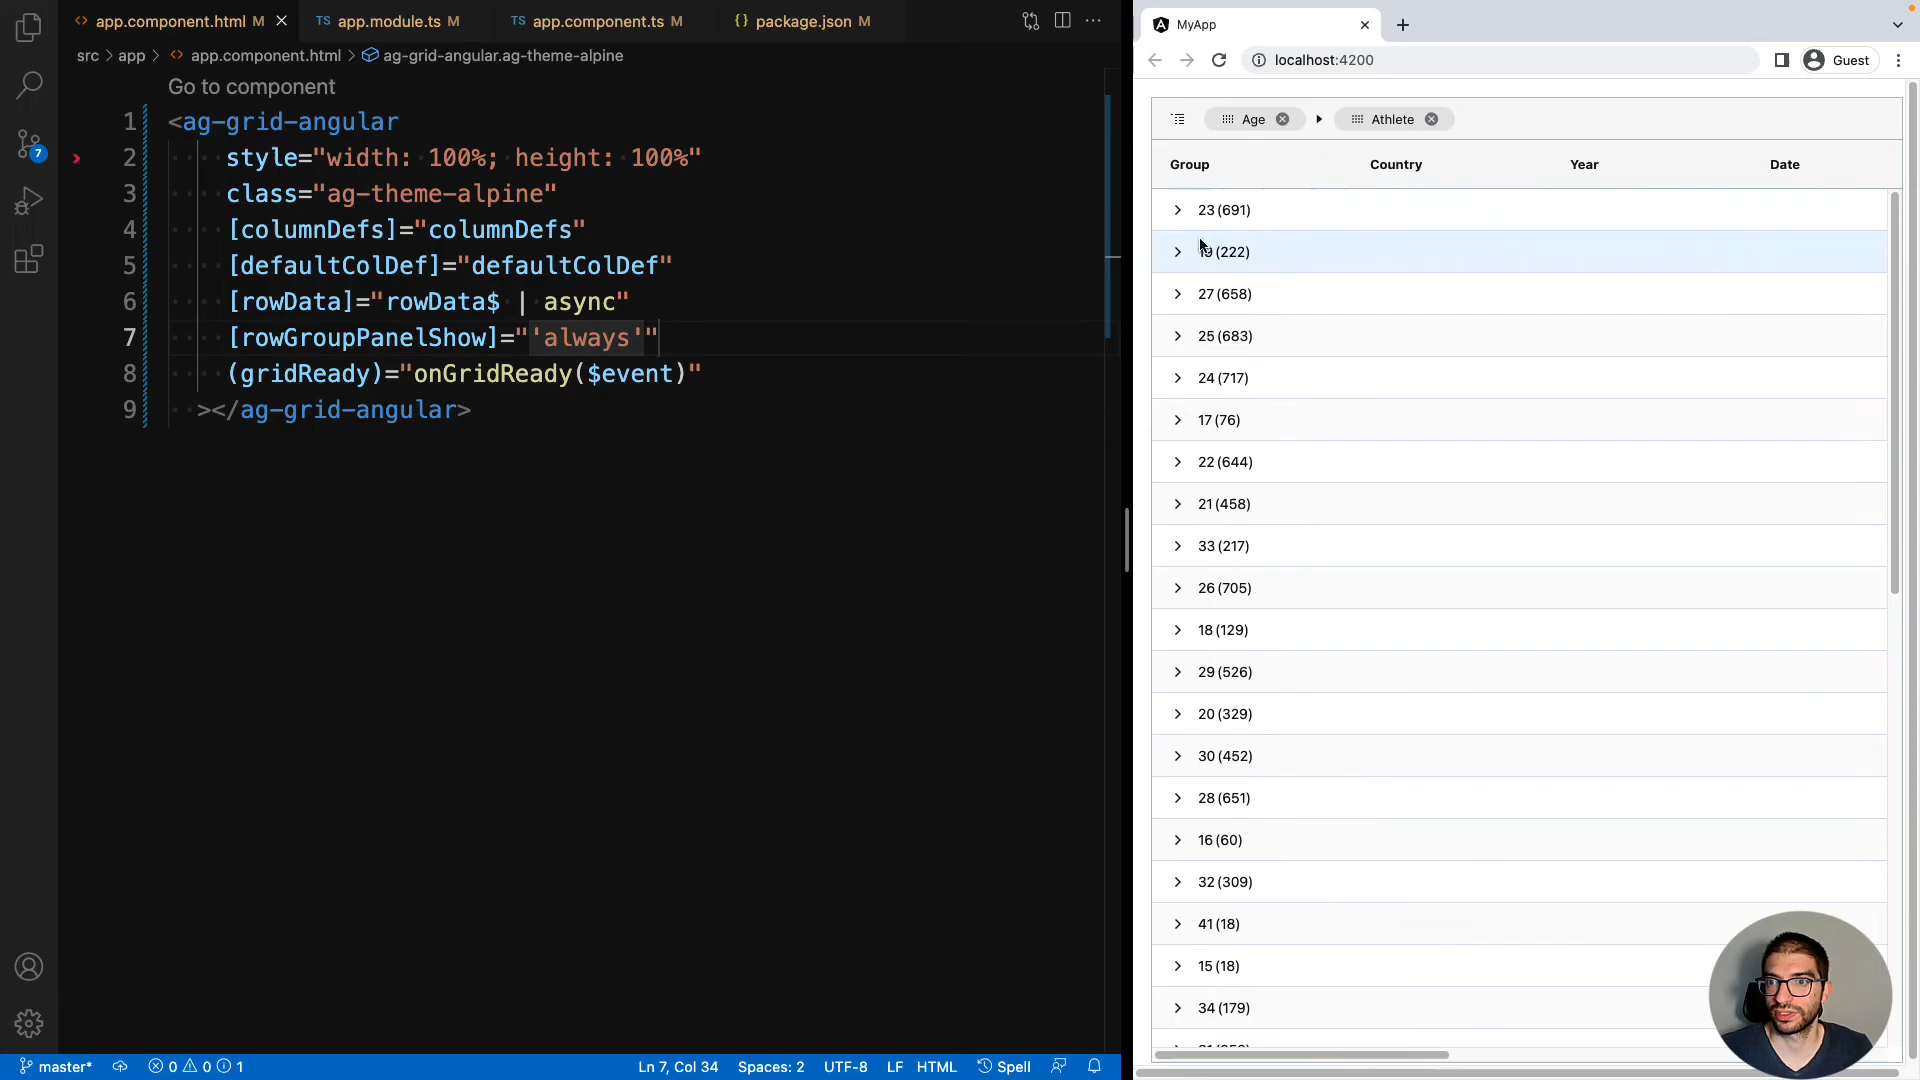 app.component.html M
TS app.module.ts M
TS app.component.ts M
{} package.json M
src > app > <> app.component.html > ag-grid-angular.ag-theme-alpine
Go to component
1 <ag-grid-angular
2 style="width: 100%; height: 100%"
3 class="ag-theme-alpine"
4 [columnDefs]="columnDefs"
5 [defaultColDef]="defaultColDef"
6 [rowData]="rowData$ | async"
7 [rowGroupPanelShow]="'always'"
8 (gridReady)="onGridReady($event)"
9 ></ag-grid-angular>
7
master*
0 0 1
Ln 7, Col 34
Spaces: 2
UTF-8
LF
HTML
Spell
MyApp
localhost:4200
Guest
Age
Athlete
Group Country Year Date
23 (691)
19 (222)
27 (658)
25 (683)
24 (717)
17 (76)
22 (644)
21 (458)
33 (217)
26 (705)
18 (129)
29 (526)
20 (329)
30 (452)
28 (651)
16 (60)
32 (309)
41 (18)
15 (18)
34 (179)